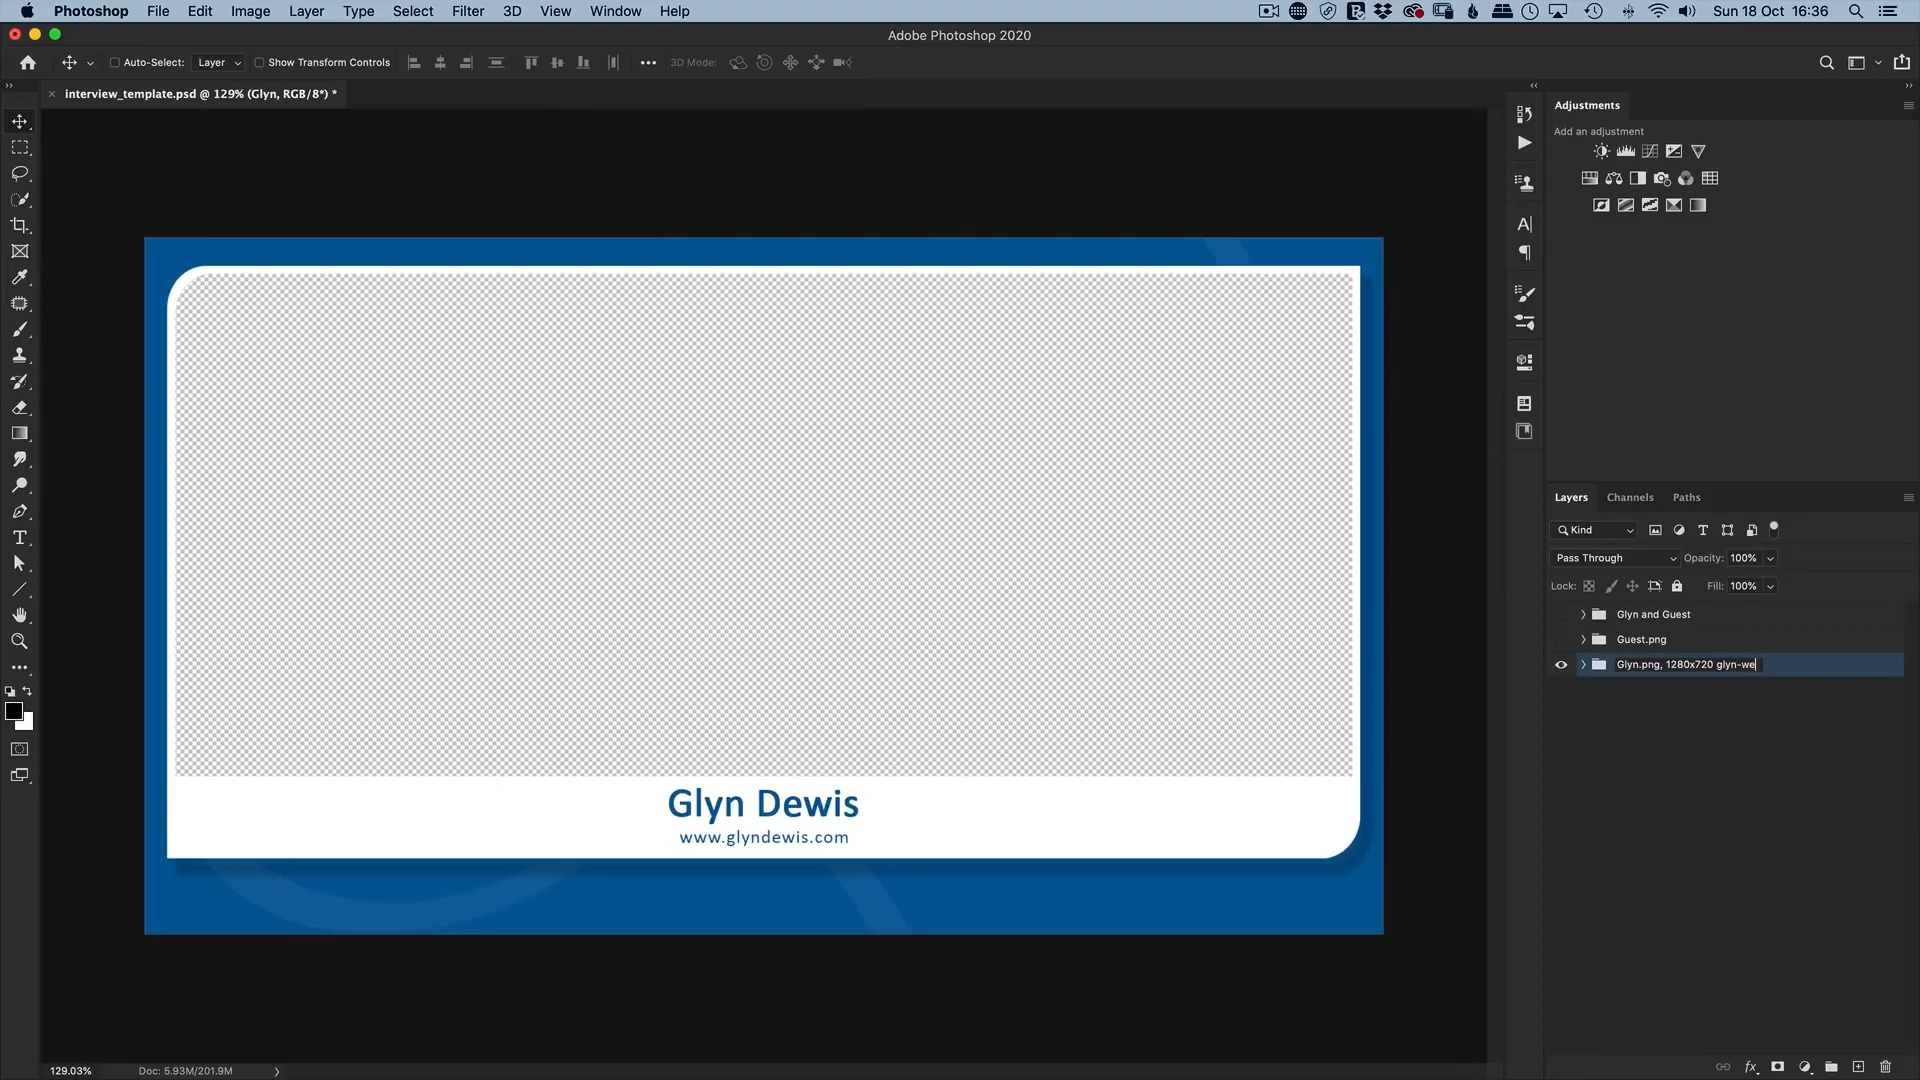 Photoshop File Edit Image Layer Type Select Filter 3D View Window Help Sun 18 Oct 16:36
Adobe Photoshop 2020
Auto-Select: Layer Show Transform Controls 3D Mode:
interview_template.psd @ 129% (Glyn, RGB/8*) *
Adjustments
Add an adjustment
Glyn Dewis
www.glyndewis.com
Layers Channels Paths
Kind
Pass Through Opacity: 100%
Lock: Fill: 100%
Glyn and Guest
Guest.png
Glyn.png, 1280x720 glyn-we
129.03% Doc: 5.93M/201.9M